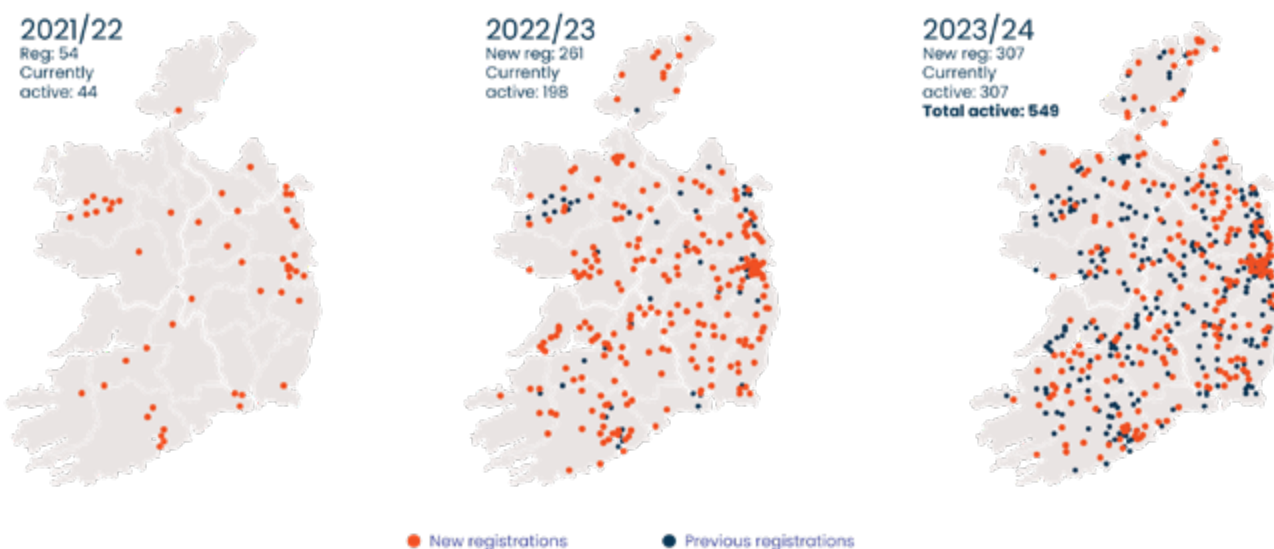 2021/22
Reg: 54
Currently
active: 44
2022/23
New reg: 261
Currently
active: 198
2023/24
New reg: 307
Currently
active: 307
Total active: 549
New registrations
Previous registrations